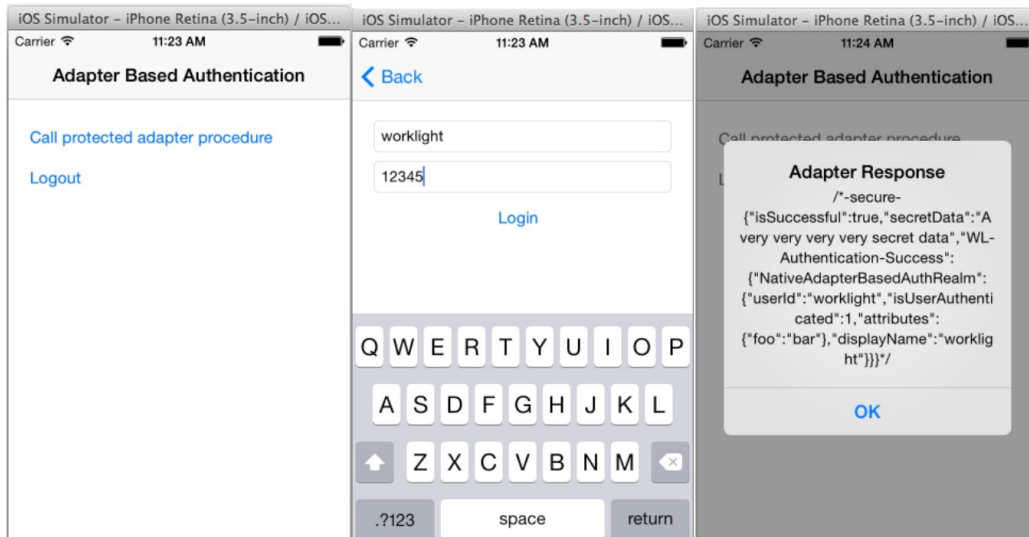 iOS Simulator – iPhone Retina (3.5-inch) / iOS...
Carrier
11:23 AM
Adapter Based Authentication
Call protected adapter procedure
Logout
iOS Simulator – iPhone Retina (3.5-inch) / iOS...
Carrier
11:23 AM
Back
worklight
12345
Login
Q W E R T Y U I O P
A S D F G H J K L
Z X C V B N M
.?123 space return
iOS Simulator – iPhone Retina (3.5-inch) / iOS...
Carrier
11:24 AM
Adapter Based Authentication
Call protected adapter procedure
L
Adapter Response
/*-secure-
{"isSuccessful":true,"secretData":"A
very very very very secret data","WL-
Authentication-Success":
{"NativeAdapterBasedAuthRealm":
{"userId":"worklight","isUserAuthenti
cated":1,"attributes":
{"foo":"bar"},"displayName":"worklig
ht"}}}*/
OK